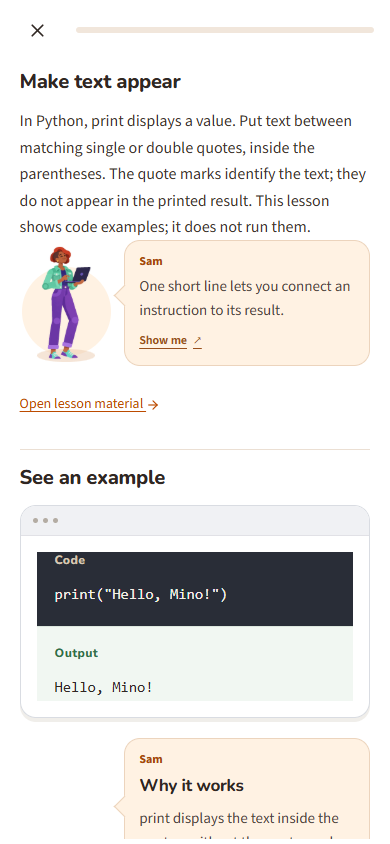 Make text appear
In Python, print displays a value. Put text between
matching single or double quotes, inside the
parentheses. The quote marks identify the text; they
do not appear in the printed result. This lesson
shows code examples; it does not run them.
Sam
One short line lets you connect an
instruction to its result.
Show me ↗
Open lesson material →
See an example
Code
print("Hello, Mino!")
Output
Hello, Mino!
Sam
Why it works
print displays the text inside the